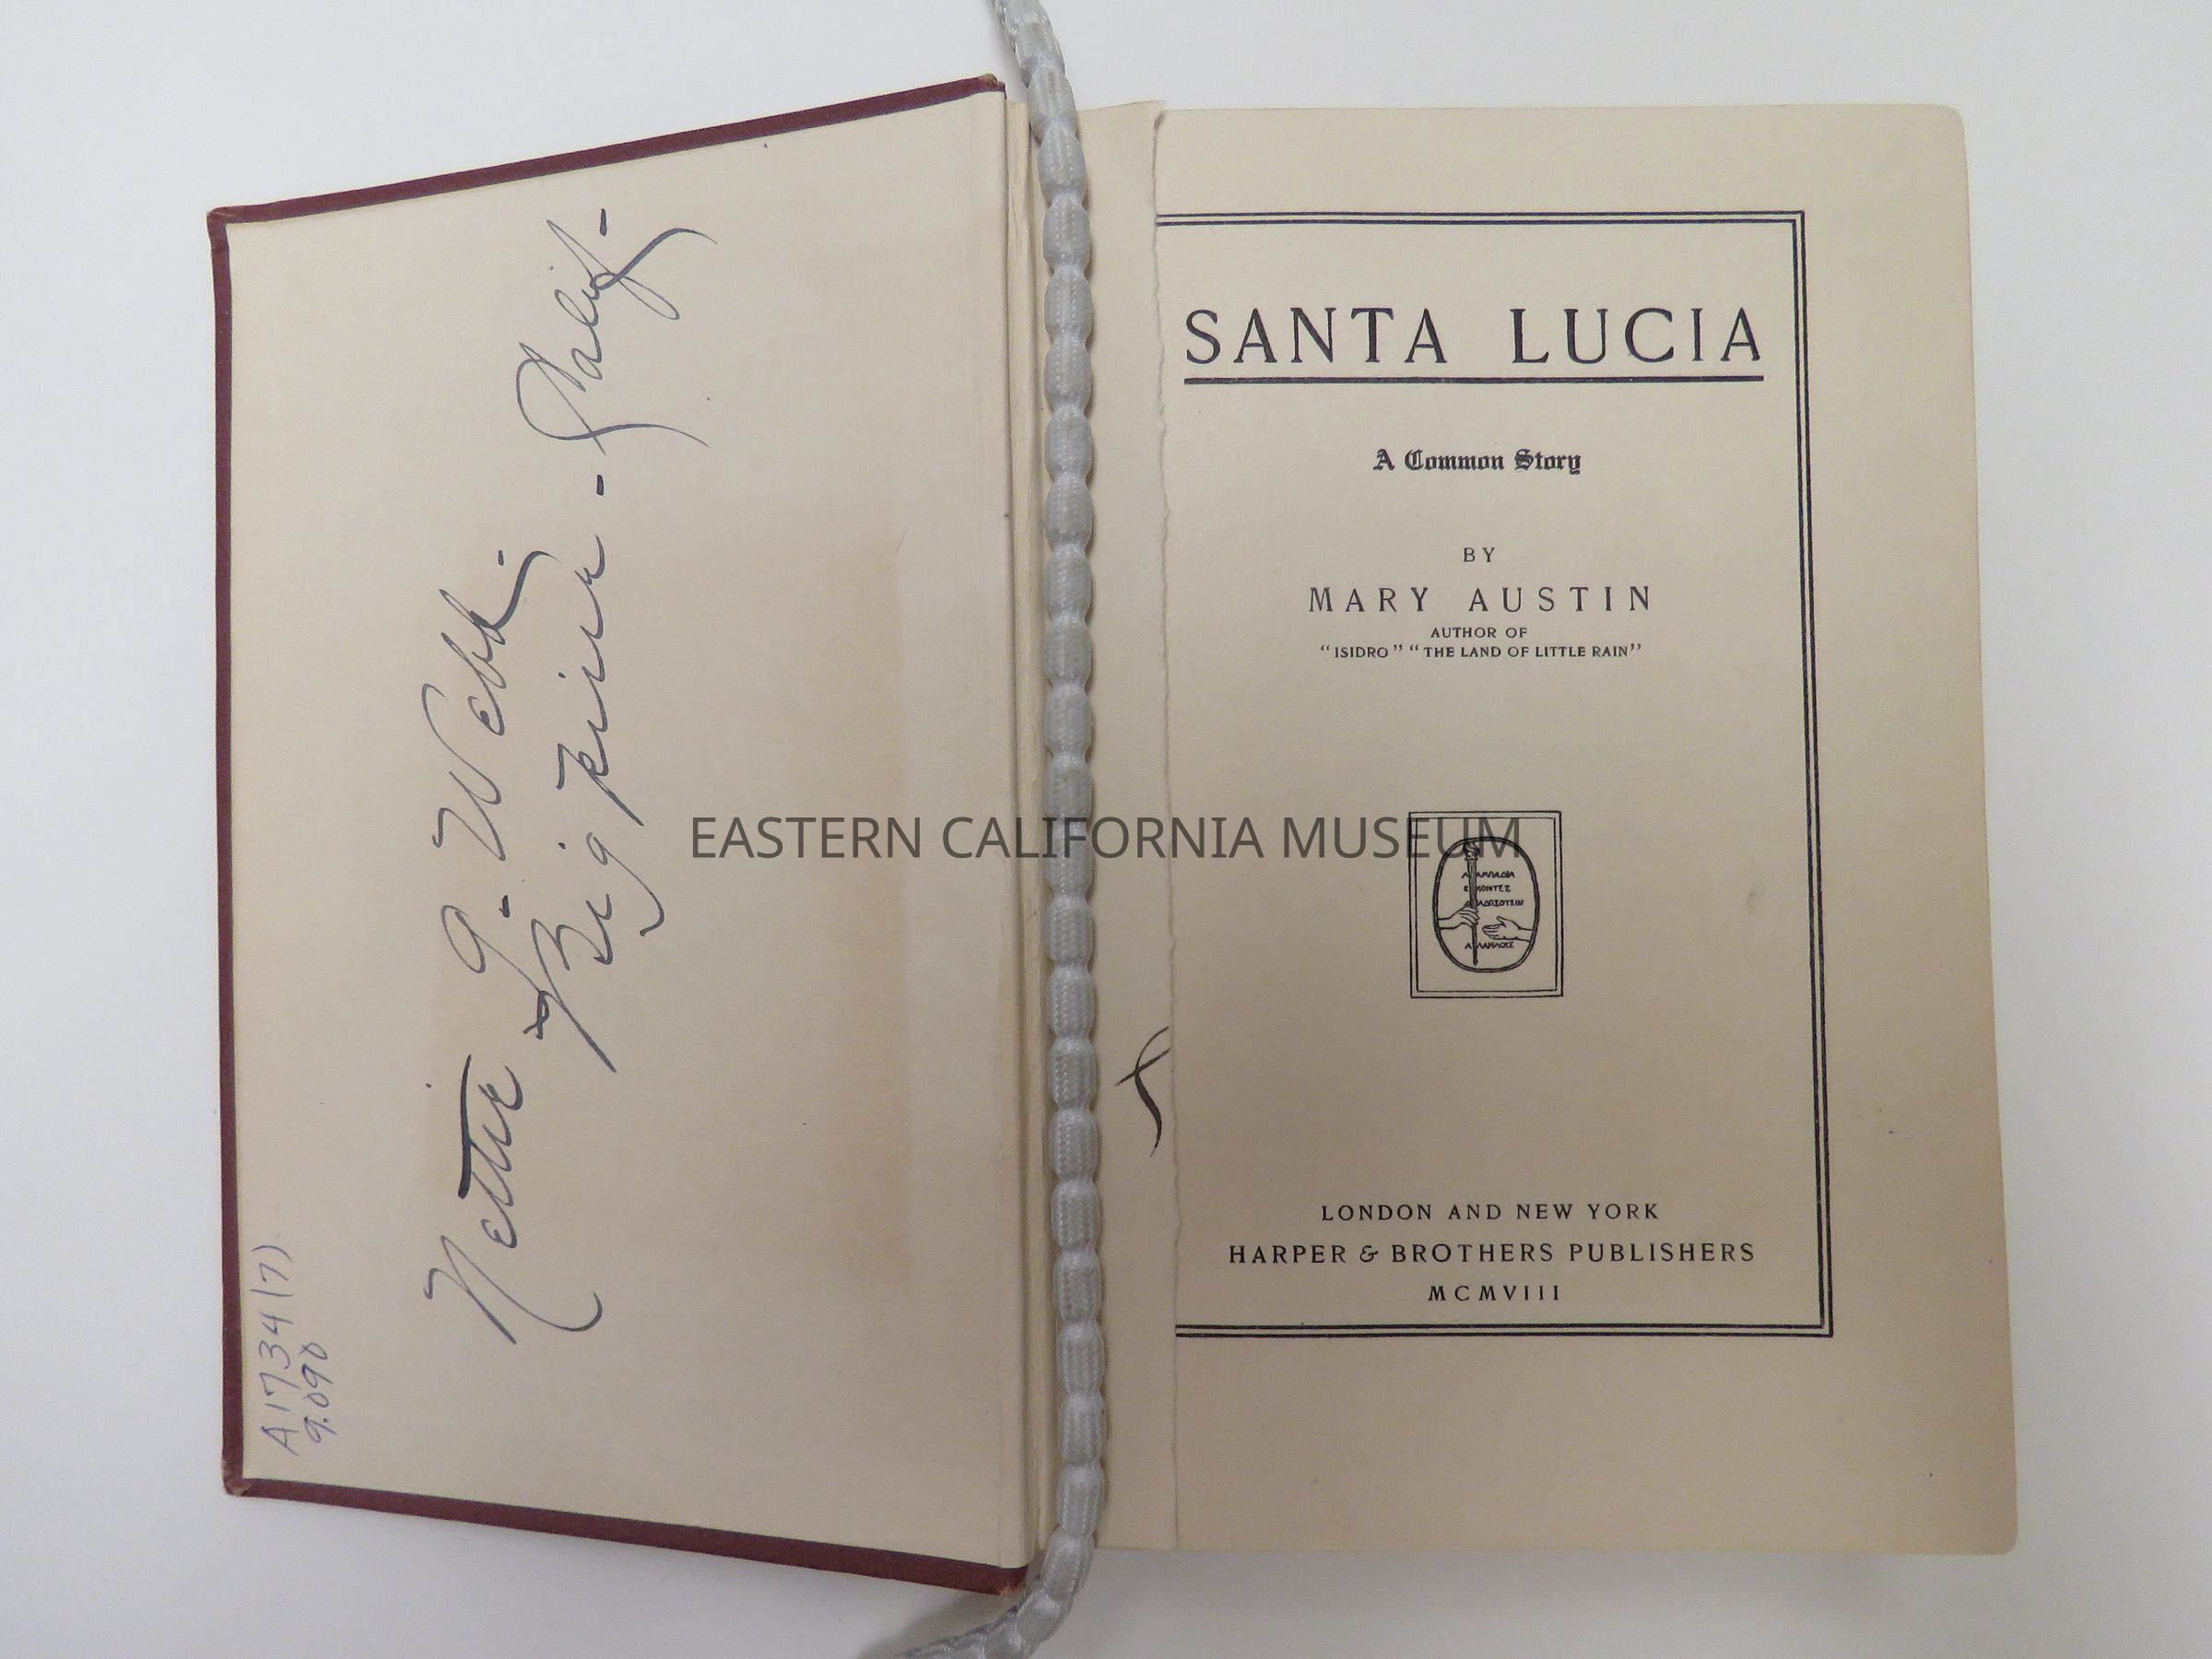 A1734 (7)
9.090
Nettie G. Webb.
Big Pine - Calif-
SANTA LUCIA
A Common Story
BY
MARY AUSTIN
AUTHOR OF
"ISIDRO" "THE LAND OF LITTLE RAIN"
EASTERN CALIFORNIA MUSEUM
LONDON AND NEW YORK
HARPER & BROTHERS PUBLISHERS
MCMVIII